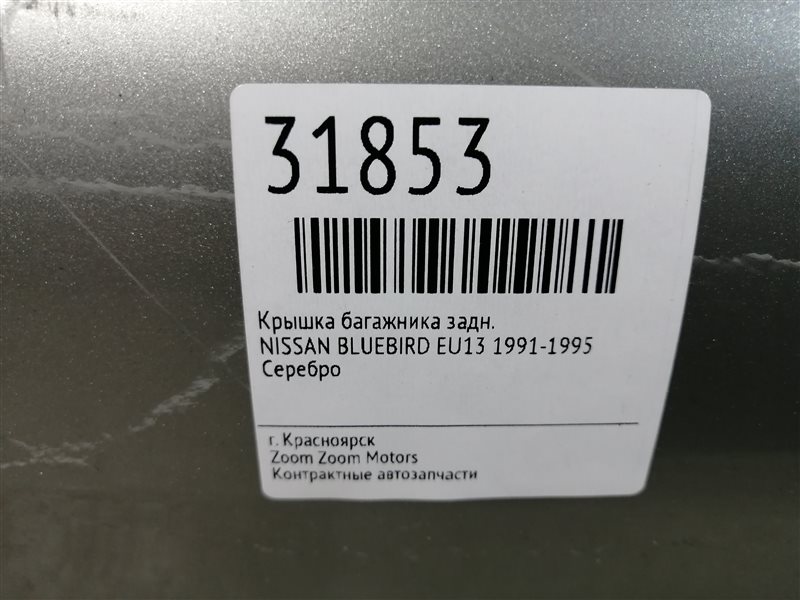 31853
Крышка багажника задн.
NISSAN BLUEBIRD EU13 1991-1995
Серебро
г. Красноярск
Zoom Zoom Motors
Контрактные автозапчасти